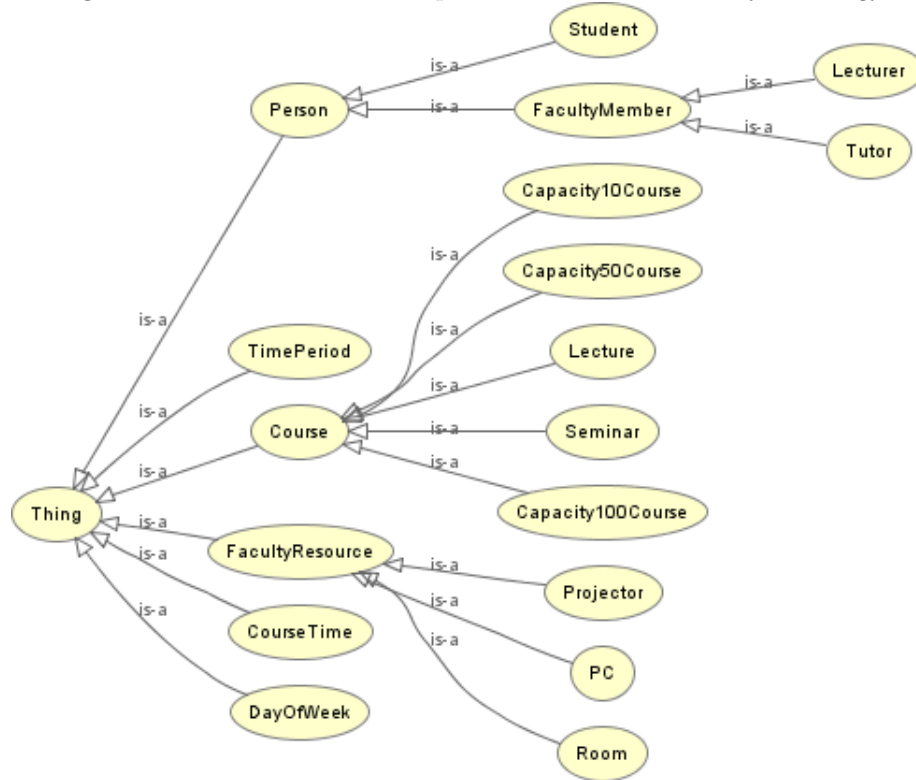 Student
is-a
Lecturer
is-a
Person
is-a
FacultyMember
is-a
Tutor
Capacity10Course
is-a
Capacity50Course
is-a
is-a
TimePeriod
Lecture
is-a
is-a
Course
is-a
Seminar
is-a
is-a
Thing
Capacity100Course
is-a
FacultyResource
is-a
is-a
Projector
is-a
is-a
CourseTime
is-a
PC
DayOfWeek
Room